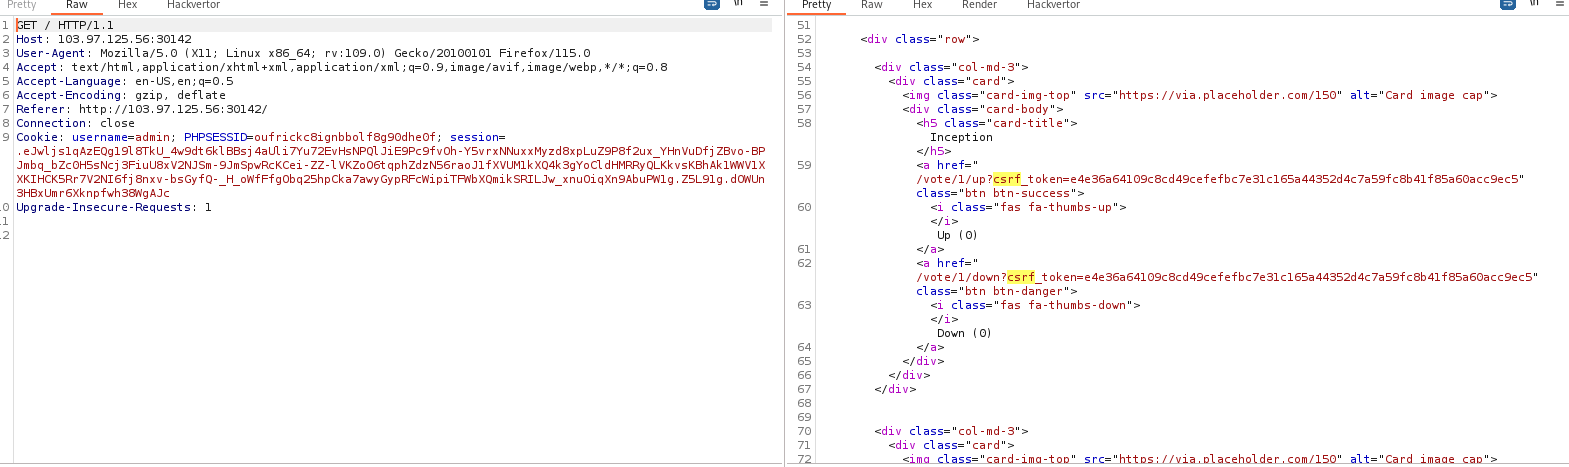 Pretty Raw Hex Hackvertor \n
1 GET / HTTP/1.1
2 Host: 103.97.125.56:30142
3 User-Agent: Mozilla/5.0 (X11; Linux x86_64; rv:109.0) Gecko/20100101 Firefox/115.0
4 Accept: text/html,application/xhtml+xml,application/xml;q=0.9,image/avif,image/webp,*/*;q=0.8
5 Accept-Language: en-US,en;q=0.5
6 Accept-Encoding: gzip, deflate
7 Referer: http://103.97.125.56:30142/
8 Connection: close
9 Cookie: username=admin; PHPSESSID=oufrickc8ignbbolf8g90dhe0f; session=
.eJwljs1qAzEQg19l8TkU_4w9dt6klBBsj4aUli7Yu72EvHsNPQlJiE9Pc9fvOh-Y5vrxNNuxxMyzd8xpLuZ9P8f2ux_YHnVuDfjZBvo-BP
Jmbq_bZc0H5sNcj3FiuU8xV2NJSm-9JmSpwRcKCei-ZZ-lVKZoO6tqphZdzN56raoJ1fXVUM1kXQ4k3gYoCldHMRRyQLKkvsKBhAk1WWV1X
XKIHCK5Rr7V2NI6fj8nxv-bsGyfQ-_H_oWfFfgObq25hpCka7awyGypRFcWipiTFWbXQmikSRILJw_xnuOiqXn9AbuPW1g.Z5L91g.dOWUn
3HBxUmr6Xknpfwh38WgAJc
0 Upgrade-Insecure-Requests: 1
.1
.2
Pretty Raw Hex Render Hackvertor \n
51
52 <div class="row">
53
54 <div class="col-md-3">
55 <div class="card">
56 <img class="card-img-top" src="https://via.placeholder.com/150" alt="Card image cap">
57 <div class="card-body">
58 <h5 class="card-title">
Inception
</h5>
59 <a href="
/vote/1/up?csrf_token=e4e36a64109c8cd49cefefbc7e31c165a44352d4c7a59fc8b41f85a60acc9ec5"
class="btn btn-success">
60 <i class="fas fa-thumbs-up">
</i>
Up (0)
61 </a>
62 <a href="
/vote/1/down?csrf_token=e4e36a64109c8cd49cefefbc7e31c165a44352d4c7a59fc8b41f85a60acc9ec5"
class="btn btn-danger">
63 <i class="fas fa-thumbs-down">
</i>
Down (0)
64 </a>
65 </div>
66 </div>
67 </div>
68
69
70 <div class="col-md-3">
71 <div class="card">
72 <img class="card-img-top" src="https://via.placeholder.com/150" alt="Card image cap">